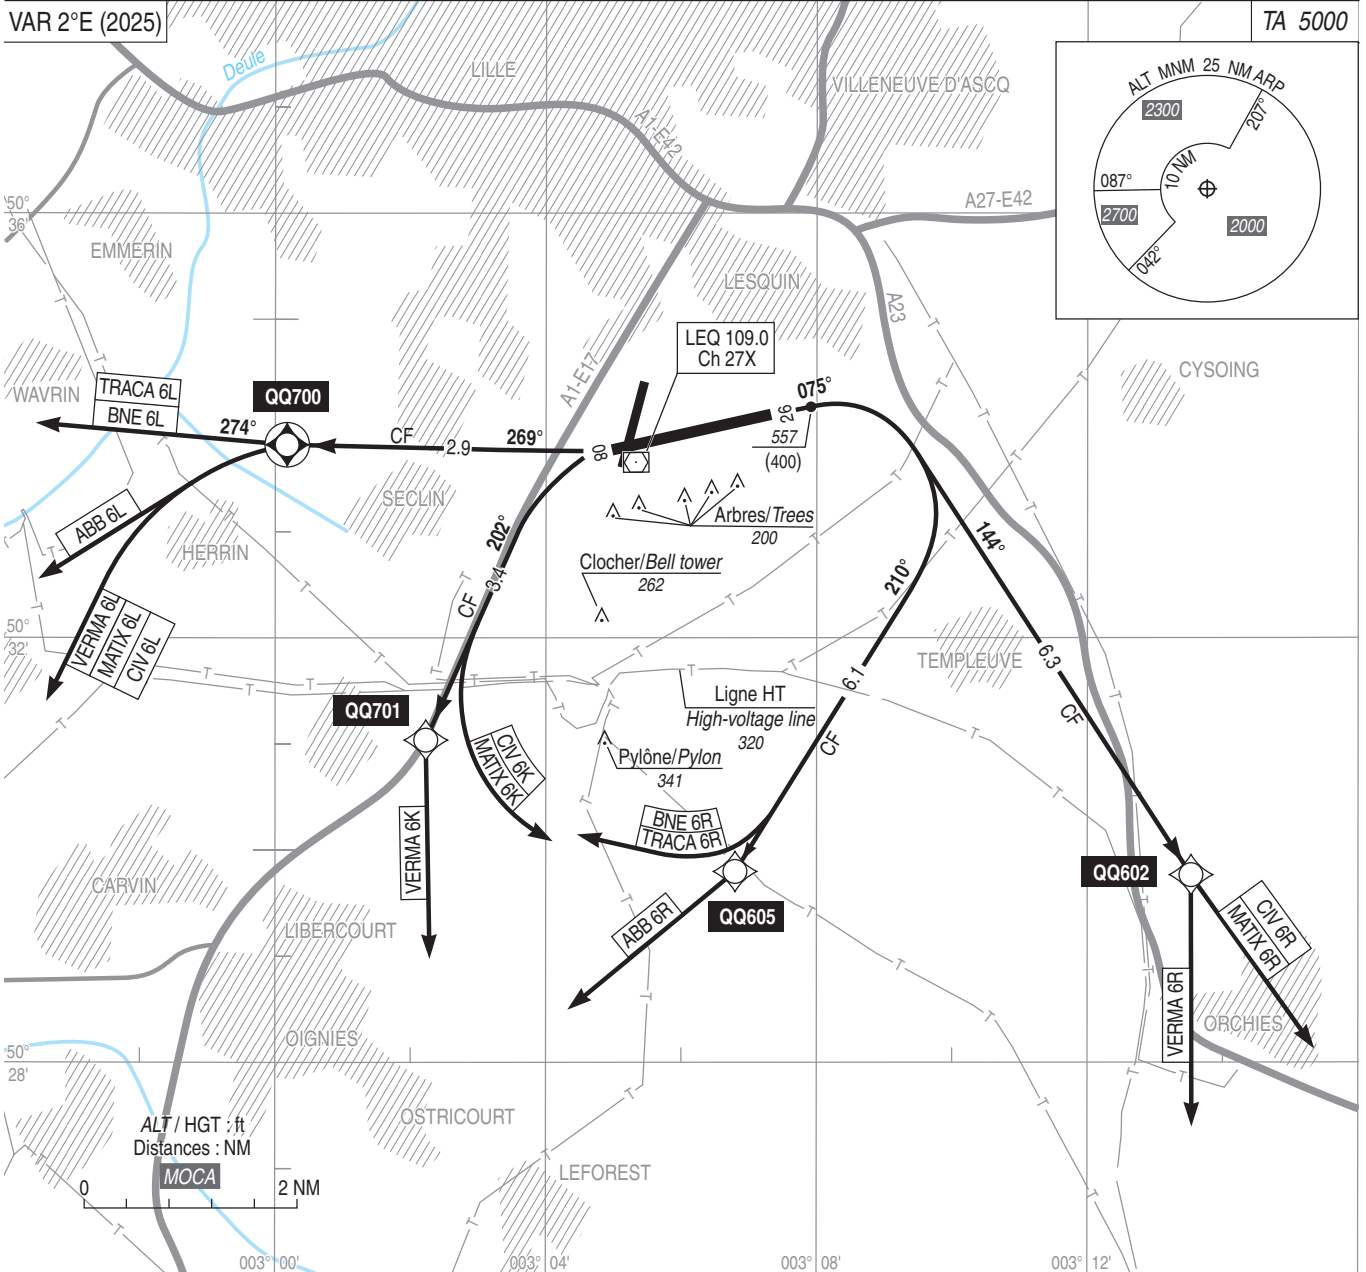 VAR 2°E (2025)
TA 5000
Deule
LILLE
VILLENEUVE D'ASCQ
ALT MNM 25 NM ARP
2300
207°
10 NM
087°
2700
2000
042°
A1-E42
A27-E42
50°
36'
EMMERIN
LESQUIN
A23
LEQ 109.0
Ch 27X
A1-E17
CYSOING
WAVRIN
TRACA 6L
BNE 6L
QQ700
274°
CF
2.9
269°
08
26
075°
557
(400)
SECLIN
ABB 6L
HERRIN
202°
3.4
CF
Arbres/Trees
200
Clocher/Bell tower
262
144°
210°
VERMA 6L
MATIX 6L
CIV 6L
50°
32'
TEMPLEUVE
6.3
CF
6.1
CF
QQ701
Ligne HT
High-voltage line
320
CIV 6K
MATIX 6K
Pylône/Pylon
341
BNE 6R
TRACA 6R
VERMA 6K
CARVIN
QQ602
QQ605
ABB 6R
LIBERCOURT
CIV 6R
MATIX 6R
VERMA 6R
ORCHIES
OIGNIES
50°
28'
OSTRICOURT
ALT / HGT : ft
Distances : NM
MOCA
0
2 NM
LEFOREST
003° 00'
003° 04'
003° 08'
003° 12'